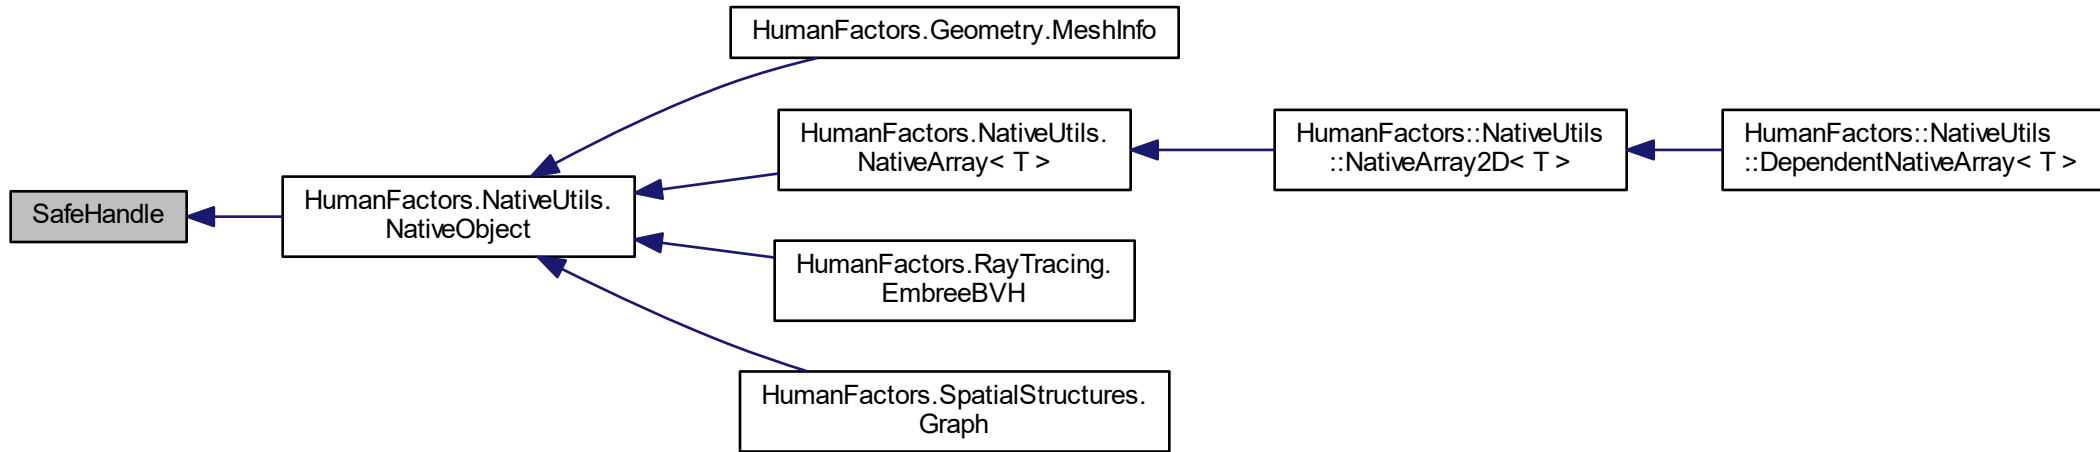 HumanFactors.Geometry.MeshInfo
HumanFactors.NativeUtils.
NativeArray< T >
HumanFactors::NativeUtils
::NativeArray2D< T >
HumanFactors::NativeUtils
::DependentNativeArray< T >
SafeHandle
HumanFactors.NativeUtils.
NativeObject
HumanFactors.RayTracing.
EmbreeBVH
HumanFactors.SpatialStructures.
Graph